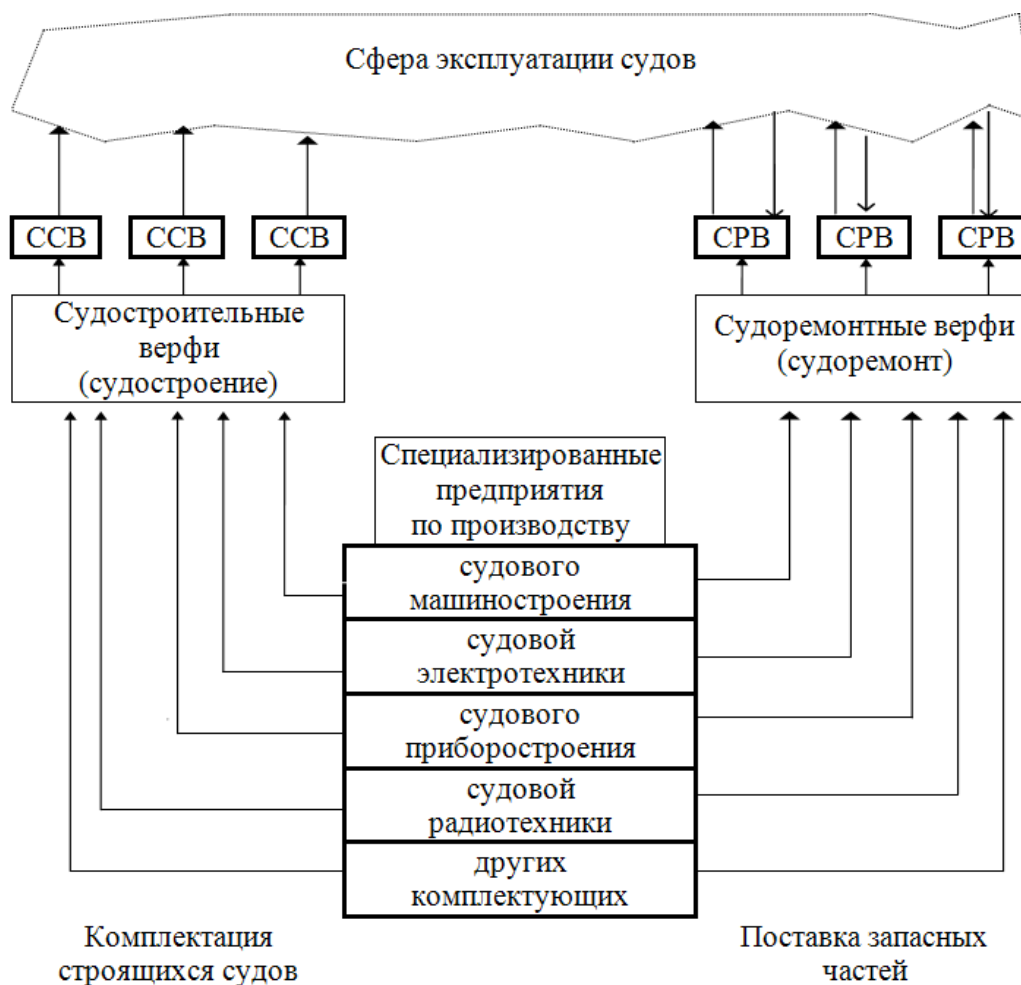 Сфера эксплуатации судов
ССВ
ССВ
ССВ
СРВ
СРВ
СРВ
Судостроительные
верфи
(судостроение)
Судоремонтные верфи
(судоремонт)
Специализированные
предприятия
по производству
судового
машиностроения
судовой
электротехники
судового
приборостроения
судовой
радиотехники
других
комплектующих
Комплектация
строящихся судов
Поставка запасных
частей